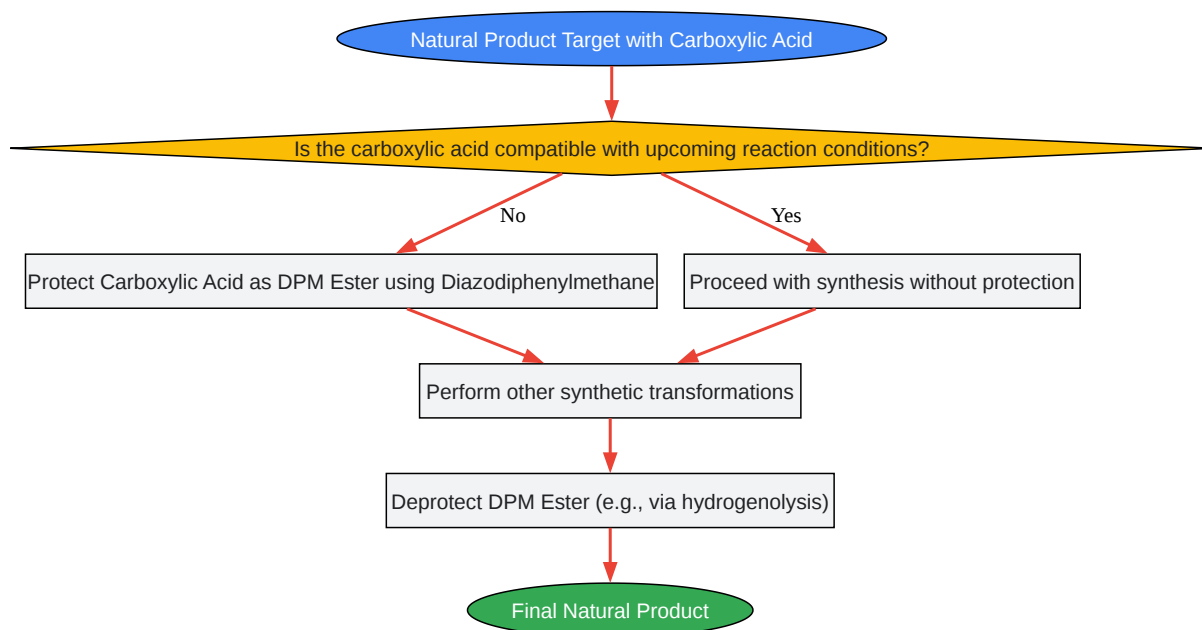 Natural Product Target with Carboxylic Acid
Is the carboxylic acid compatible with upcoming reaction conditions?
No
Yes
Protect Carboxylic Acid as DPM Ester using Diazodiphenylmethane
Proceed with synthesis without protection
Perform other synthetic transformations
Deprotect DPM Ester (e.g., via hydrogenolysis)
Final Natural Product